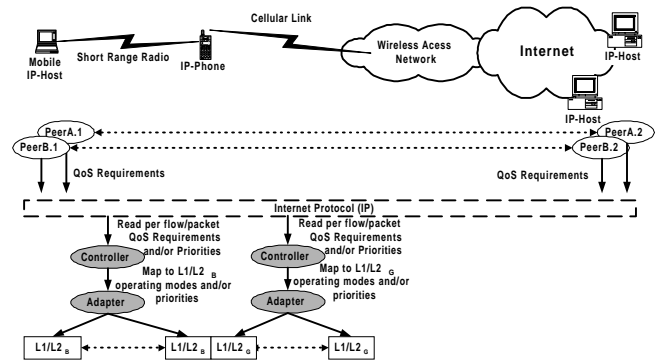 Cellular Link
Wireless Acess
Network
Internet
IP-Host
Mobile
IP-Host
Short Range Radio
IP-Phone
IP-Host
PeerA.1
PeerA.2
PeerB.1
PeerB.2
QoS Requirements
QoS Requirements
Internet Protocol (IP)
Read per flow/packet
QoS Requirements
and/or Priorities
Read per flow/packet
QoS Requirements
and/or Priorities
Controller
Controller
Map to L1/L2 B
operating modes and/or
priorities
Map to L1/L2 G
operating modes and/or
priorities
Adapter
Adapter
L1/L2 B
L1/L2 B
L1/L2 G
L1/L2 G